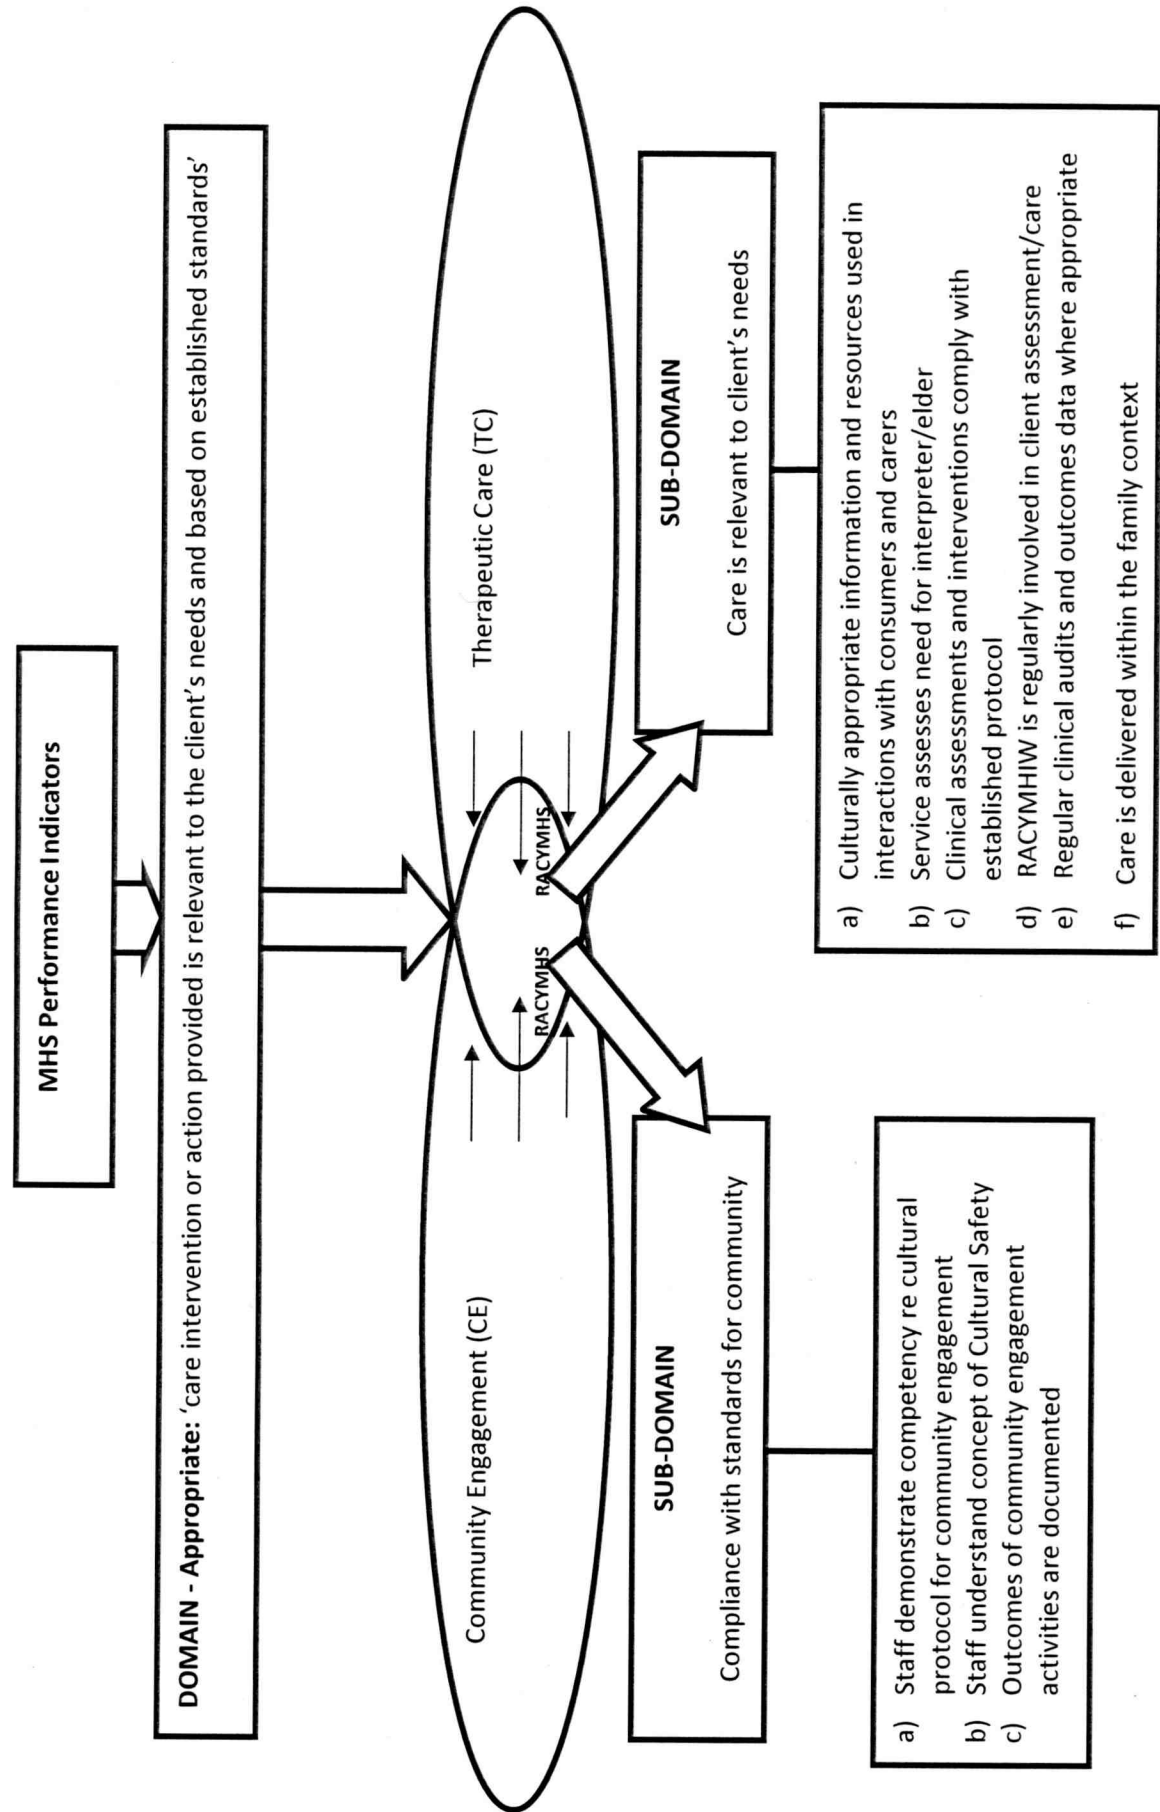 MHS Performance Indicators
DOMAIN - Appropriate: ‘care intervention or action provided is relevant to the client’s needs and based on established standards’
Community Engagement (CE)
Therapeutic Care (TC)
RACYMHS
RACYMHS
SUB-DOMAIN
Compliance with standards for community
SUB-DOMAIN
Care is relevant to client’s needs
a) Staff demonstrate competency re cultural
protocol for community engagement
b) Staff understand concept of Cultural Safety
c) Outcomes of community engagement
activities are documented
a) Culturally appropriate information and resources used in
interactions with consumers and carers
b) Service assesses need for interpreter/elder
c) Clinical assessments and interventions comply with
established protocol
d) RACYMHIW is regularly involved in client assessment/care
e) Regular clinical audits and outcomes data where appropriate
f) Care is delivered within the family context